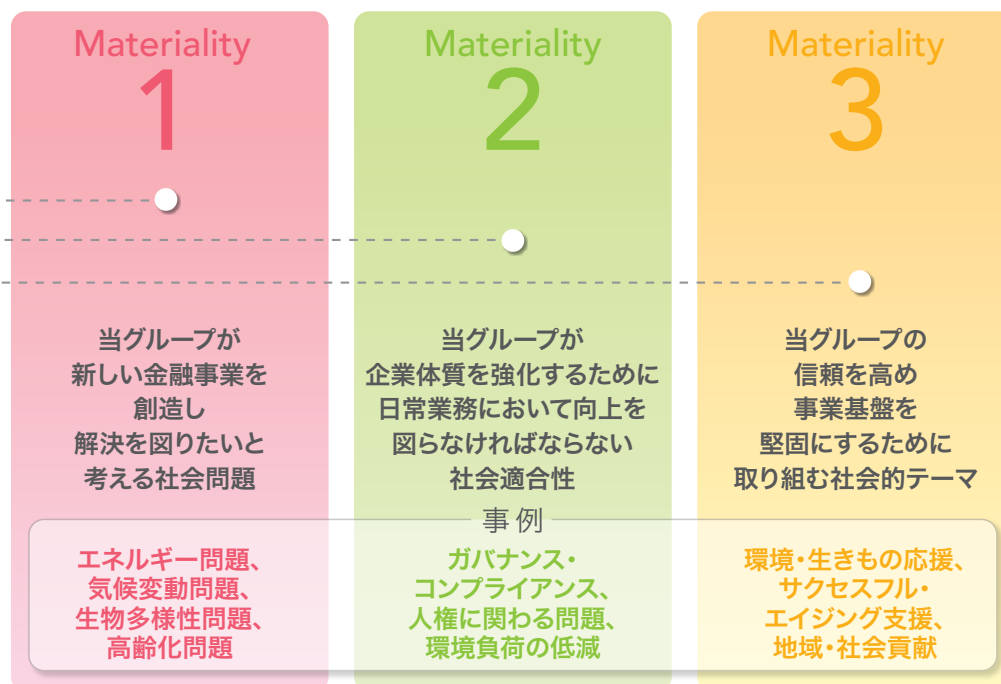 Materiality
1
当グループが
新しい金融事業を
創造し
解決を図りたいと
考える社会問題
Materiality
2
当グループが
企業体質を強化するために
日常業務において向上を
図らなければならない
社会適合性
Materiality
3
当グループの
信頼を高め
事業基盤を
堅固にするために
取り組む社会的テーマ
事例
エネルギー問題、
気候変動問題、
生物多様性問題、
高齢化問題
ガバナンス・
コンプライアンス、
人権に関わる問題、
環境負荷の低減
環境・生きもの応援、
サクセスフル・
エイジング支援、
地域・社会貢献